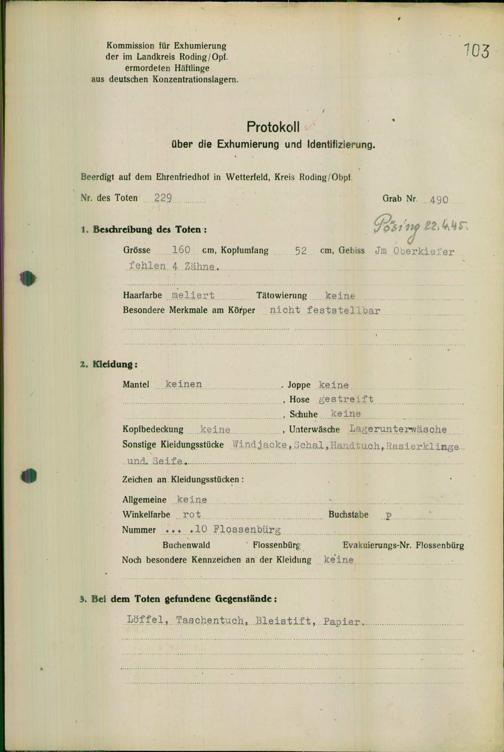 103
Kommission für Exhumierung
der im Landkreis Roding/Opf.
ermordeten Häftlinge
aus deutschen Konzentrationslagern.
Protokoll
über die Exhumierung und Identifizierung.
Beerdigt auf dem Ehrenfriedhof in Wetterfeld, Kreis Roding/Obpf.
Nr. des Toten 229 Grab Nr. 490
Pösing 22.4.45.
1. Beschreibung des Toten:
Grösse 160 cm, Kopfumfang 52 cm, Gebiss Jm Oberkiefer
fehlen 4 Zähne.
Haarfarbe meliert Tätowierung keine
Besondere Merkmale am Körper nicht feststellbar
2. Kleidung:
Mantel keinen , Joppe keine
, Hose gestreift
, Schuhe keine
Kopfbedeckung keine , Unterwäsche Lagerunterwäsche
Sonstige Kleidungsstücke Windjacke, Schal, Handtuch, Rasierklinge
und Seife.
Zeichen an Kleidungsstücken:
Allgemeine keine
Winkelfarbe rot Buchstabe p
Nummer ... .10 Flossenbürg
Buchenwald Flossenbürg Evakuierungs-Nr. Flossenbürg
Noch besondere Kennzeichen an der Kleidung keine
3. Bei dem Toten gefundene Gegenstände:
Löffel, Taschentuch, Bleistift, Papier.